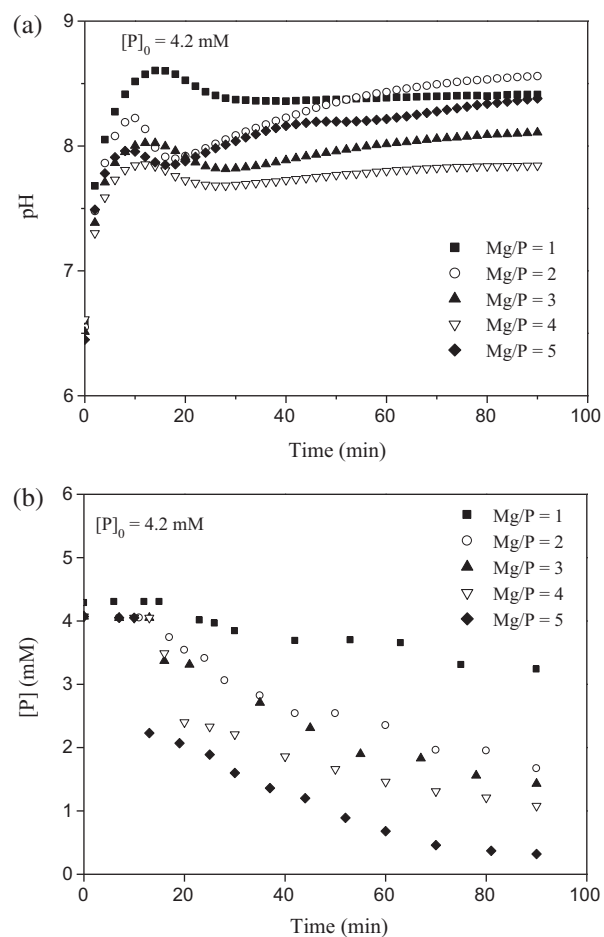 (a)
[P]0 = 4.2 mM
9
8
7
6
pH
Mg/P = 1
Mg/P = 2
Mg/P = 3
Mg/P = 4
Mg/P = 5
0 20 40 60 80 100
Time (min)
(b)
[P]0 = 4.2 mM
6
5
4
3
2
1
0
[P] (mM)
Mg/P = 1
Mg/P = 2
Mg/P = 3
Mg/P = 4
Mg/P = 5
0 20 40 60 80 100
Time (min)